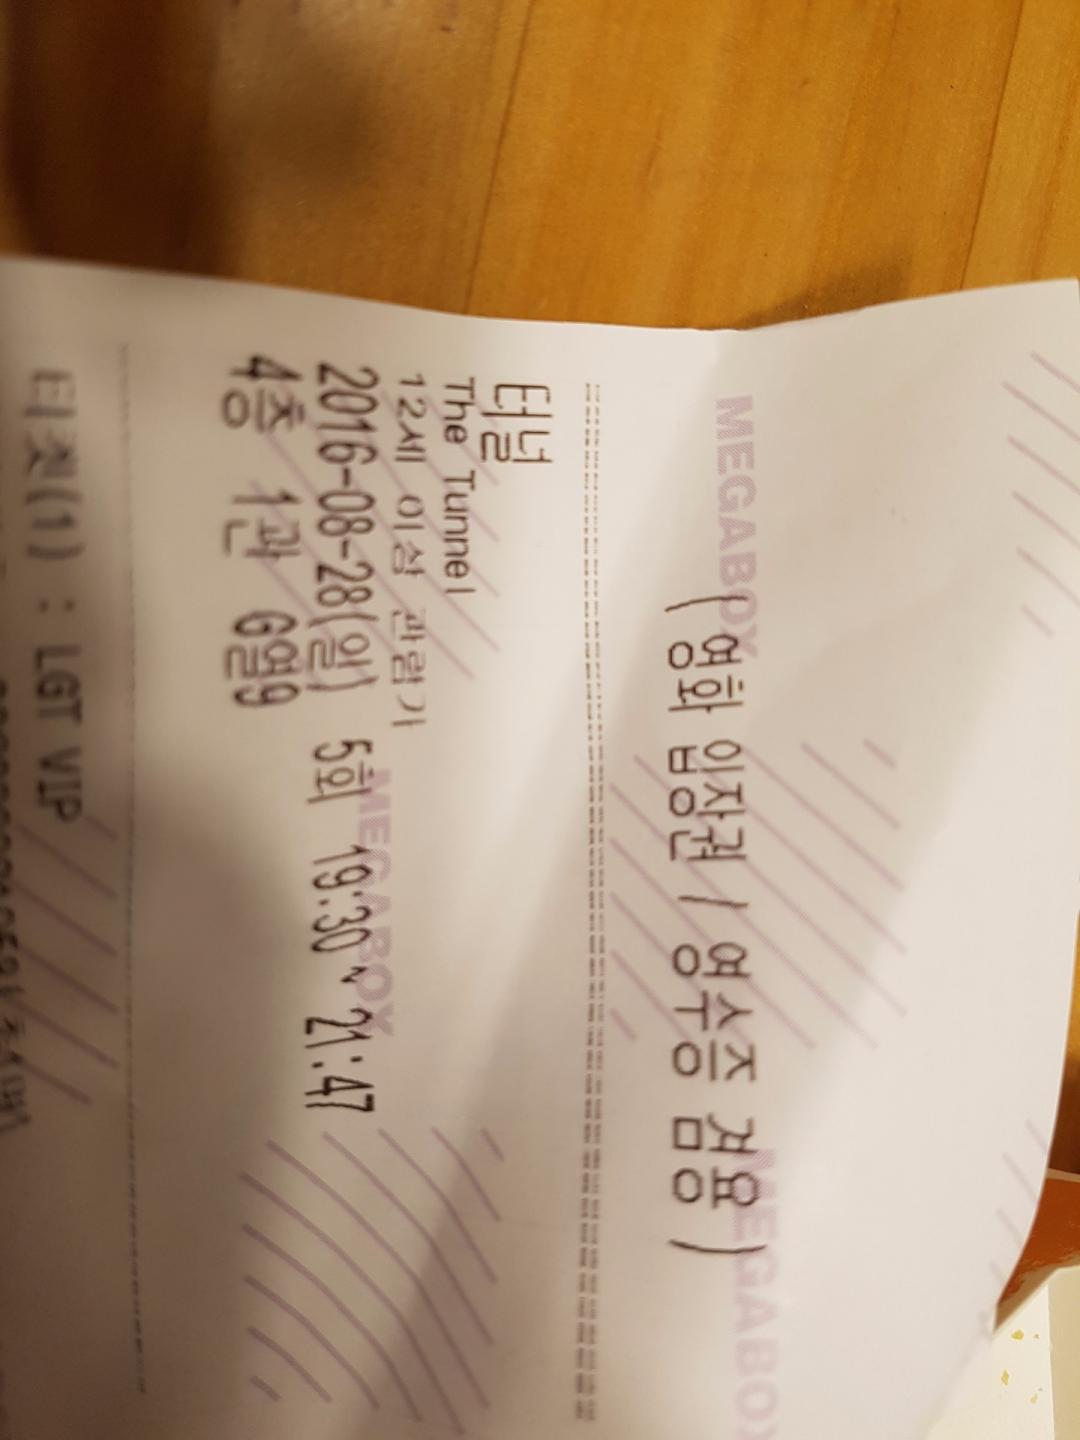 MEGABOX
(영화 입장권 / 영수증 겸용)
MEGABOX
터널
The Tunnel
12세 이상 관람가
2016-08-28(일) 5회 19:30 ~ 21:47
MEGABOX
4층 1관 G열9
티켓(1) : LGT VIP